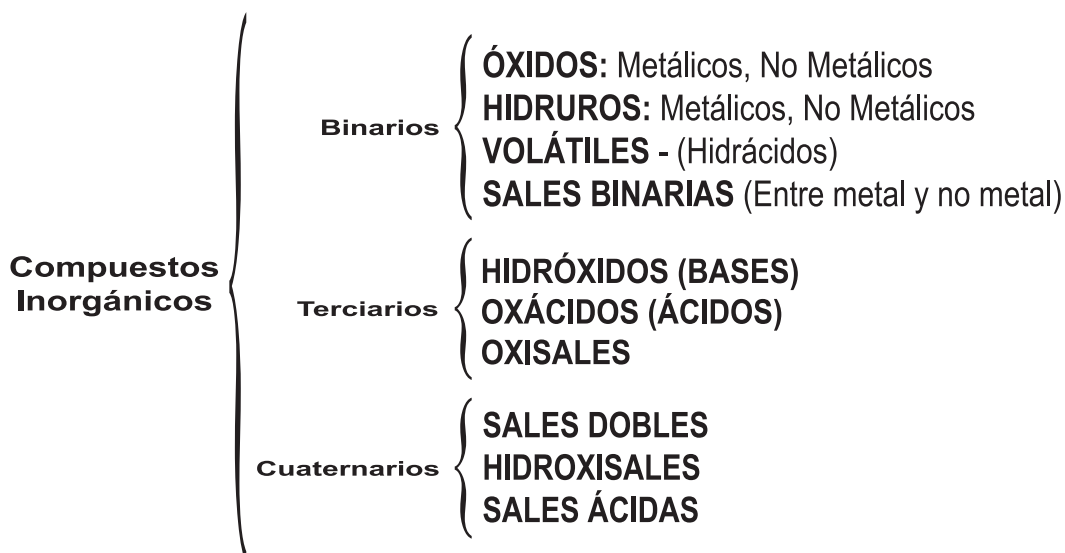 Compuestos
Inorgánicos
Binarios
ÓXIDOS: Metálicos, No Metálicos
HIDRUROS: Metálicos, No Metálicos
VOLÁTILES - (Hidrácidos)
SALES BINARIAS (Entre metal y no metal)
Terciarios
HIDRÓXIDOS (BASES)
OXÁCIDOS (ÁCIDOS)
OXISALES
Cuaternarios
SALES DOBLES
HIDROXISALES
SALES ÁCIDAS